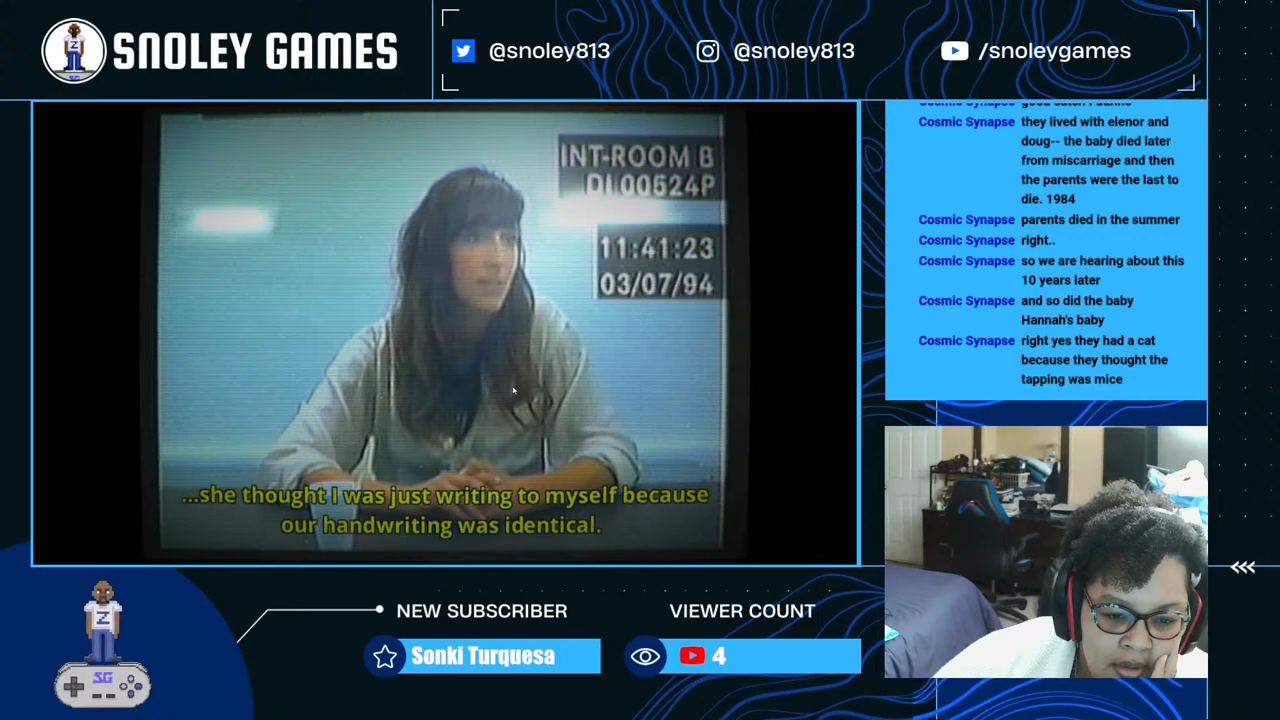 SNOLEY GAMES
@snoley813
@snoley813
/snoleygames
INT-ROOM B
DI 00524P
11:41:23
03/07/94
...she thought I was just writing to myself because
our handwriting was identical.
Cosmic Synapse they lived with elenor and
doug-- the baby died later
from miscarriage and then
the parents were the last to
die. 1984
Cosmic Synapse parents died in the summer
Cosmic Synapse right..
Cosmic Synapse so we are hearing about this
10 years later
Cosmic Synapse and so did the baby
Hannah's baby
Cosmic Synapse right yes they had a cat
because they thought the
tapping was mice
NEW SUBSCRIBER
Sonki Turquesa
VIEWER COUNT
4
Z
SG